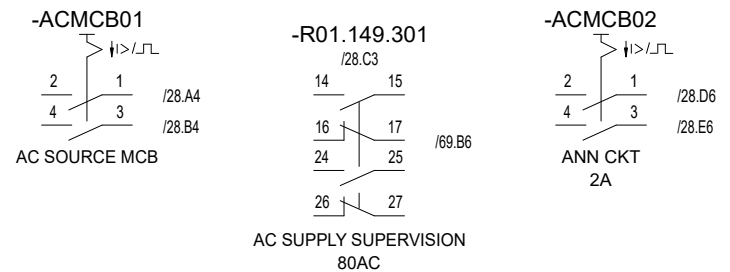 -ACMCB01
2 1 /28.A4
4 3 /28.B4
AC SOURCE MCB
-R01.149.301
/28.C3
14 15
16 17 /69.B6
24 25
26 27
AC SUPPLY SUPERVISION
80AC
-ACMCB02
I>/
2 1 /28.D6
4 3 /28.E6
ANN CKT
2A